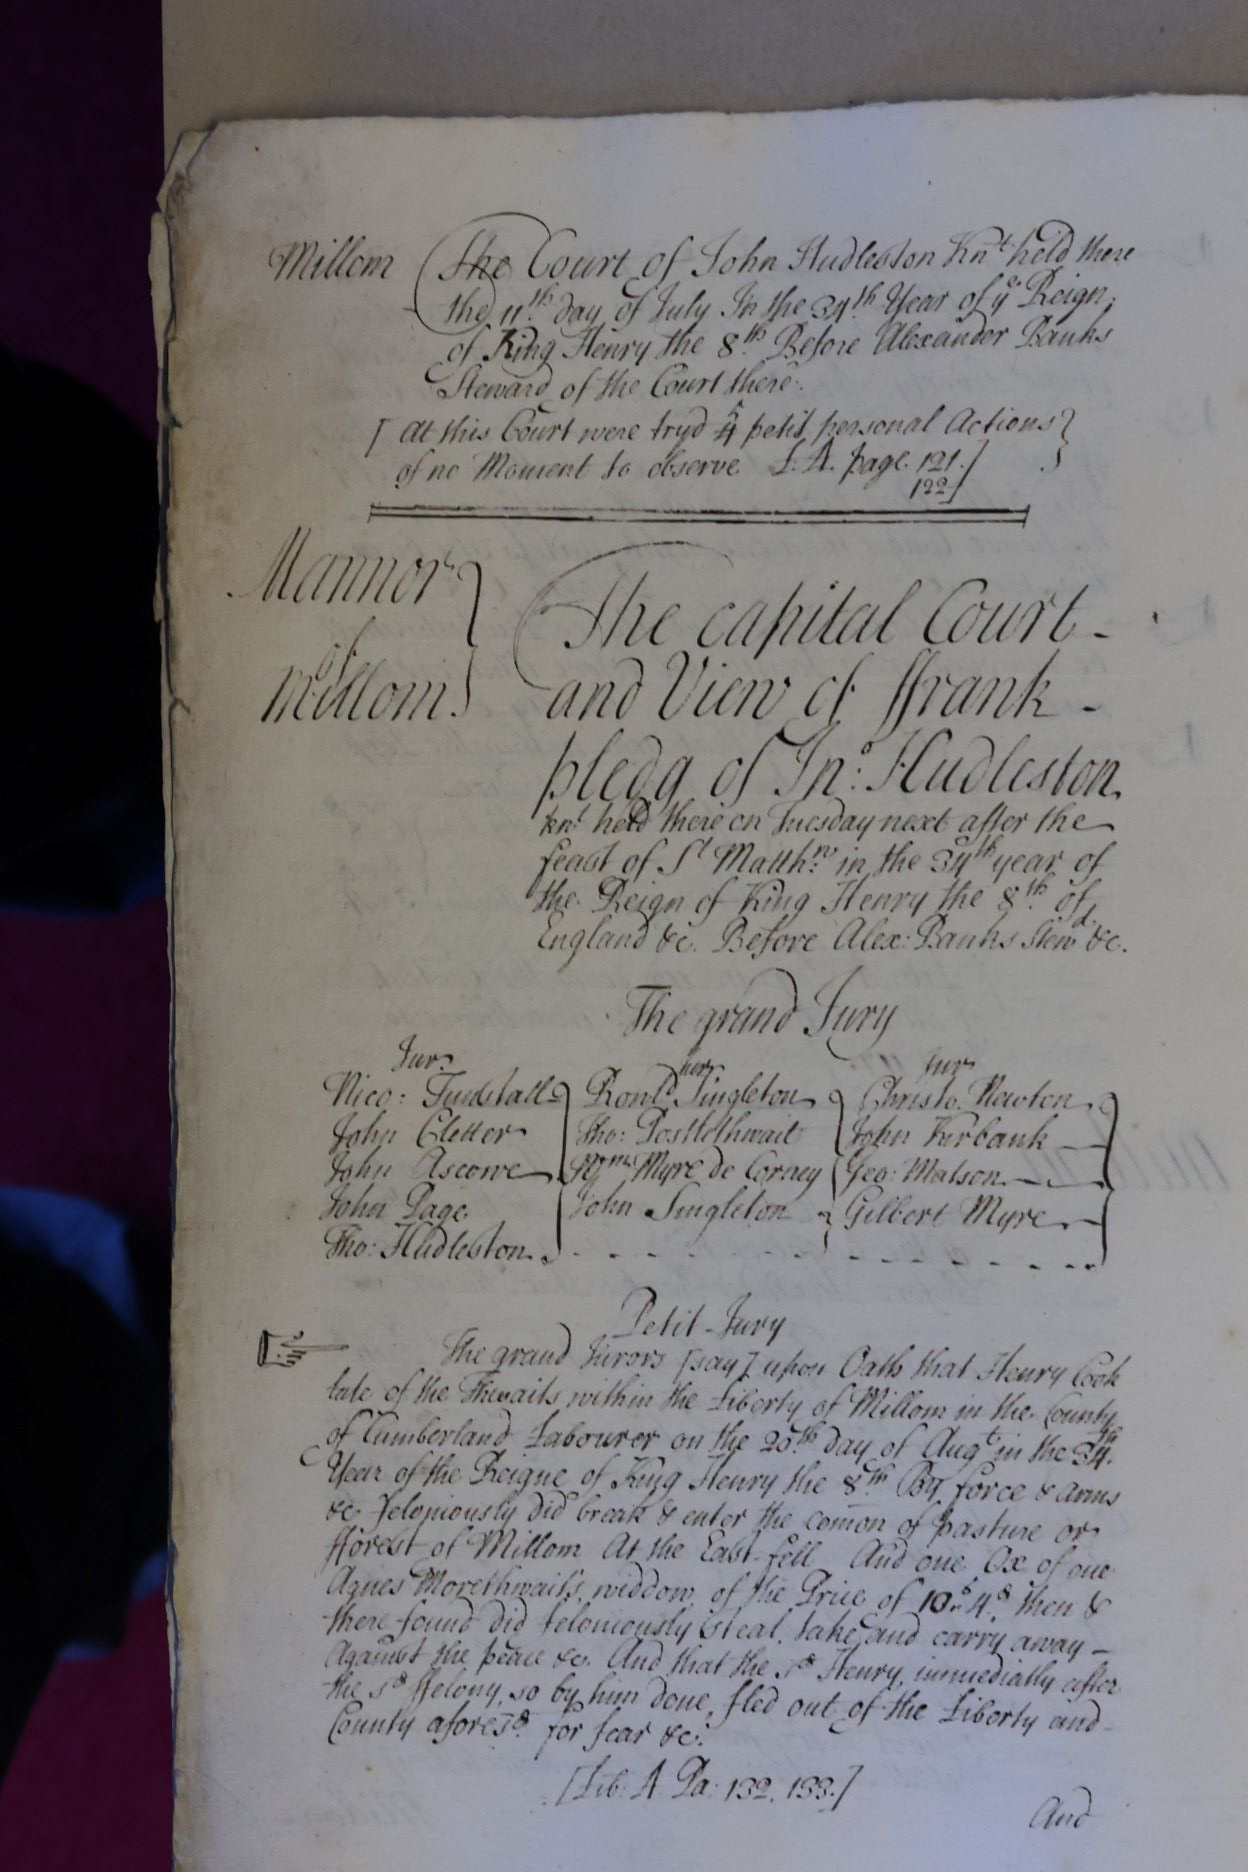 Millom The Court of John Hudleston Knt. held there
the 11th day of July In the 34th Year of ye Reign
of King Henry the 8th. Before Alexander Banks
Steward of the Court there.
[ At this Court were tryd 4 petit personal Actions
of no Moment to observe L. A. page. 121.]
122]
Mannor
of
Millom
The capital Court -
and View of ffrank -
pledg of Jno: Hudleston
knt held there on Tuesday next after the
feast of St Matthw. in the 34th year of
the Reign of King Henry the 8th. of
England &c. Before Alex: Banks Stewd. &c.
The grand Jury
Jur. Jur. Jur
Nico: Tunstall Rowld Singleton Christo. Newton
John Cletter Tho: Postlethwait John Kurbank
John Ascowe Wm. Myre de Corney Geo: Matson
John Page John Singleton Gilbert Myre
Tho: Hudleston
Petit-Jury
The grand Jurors [say] upon Oath that Henry Cook
late of the Thwaits within the Liberty of Millom in the County
of Cumberland Labourer on the 20th day of Augt in the 34th.
Year of the Reigne of King Henry the 8th By force & arms
&c feloniously did break & enter the comon of pasture or
fforest of Millom At the East-fell And one Ox of one
Agnes Morethwaits, widdow, of the Price of 10s. 4d. then &
there found did feloniously steal, take and carry away -
Against the peace &c. And that the sd Henry, immediatly after
the sd ffelony, so by him done, fled out of the Liberty and
County aforesd. for fear &c.
[Lib: A Pa: 132, 133.]
And